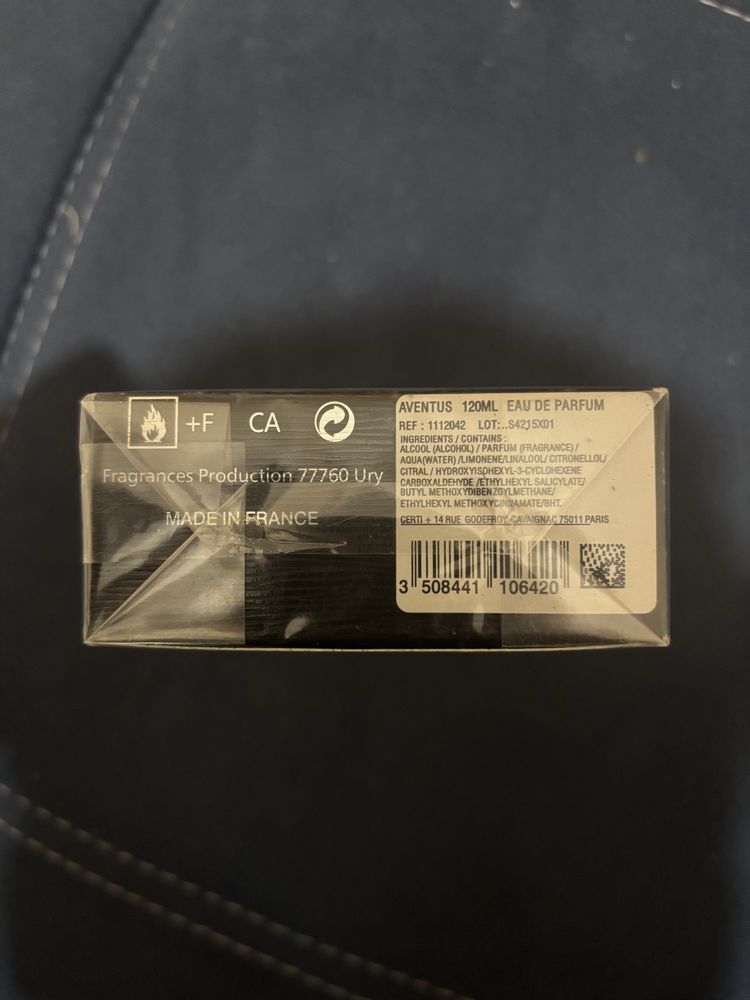 +F CA
Fragrances Production 77760 Ury
MADE IN FRANCE
AVENTUS 120ML EAU DE PARFUM
REF : 1112042 LOT:..S4215X01
INGREDIENTS / CONTAINS :
ALCOOL (ALCOHOL) / PARFUM (FRAGRANCE) /
AQUA(WATER) /LIMONENE/LINALOOL/ CITRONELLOL/
CITRAL / HYDROXYISOHEXYL-3-CYCLOHEXENE
CARBOXALDEHYDE /ETHYLHEXYL SALICYLATE/
BUTYL METHOXYDIBENZOYLMETHANE/
ETHYLHEXYL METHOXYCINNAMATE/BHT.
CERTI + 14 RUE GODEFROY CAVAIGNAC 75011 PARIS
3 508441 106420